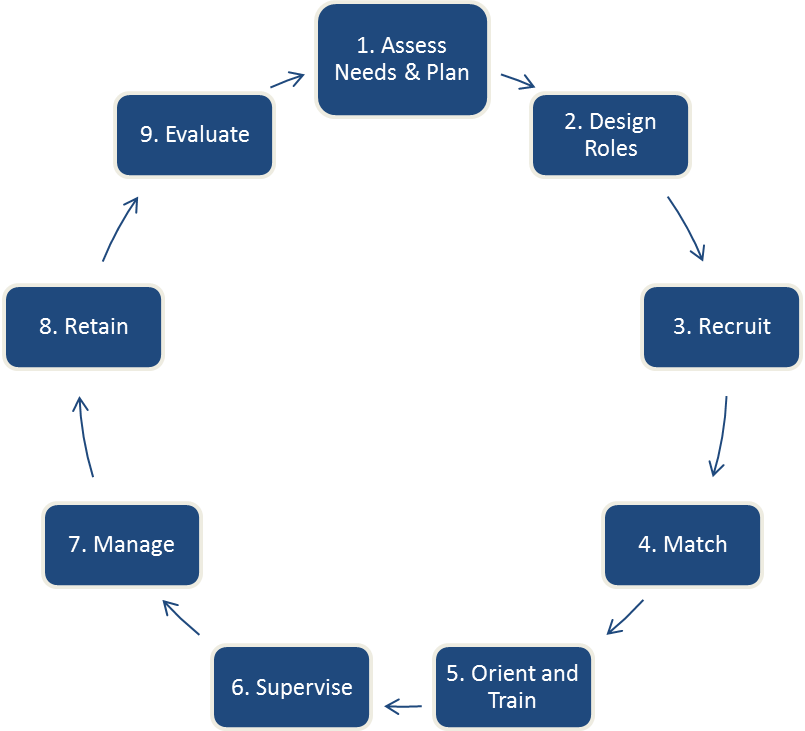 1. Assess
Needs & Plan
2. Design
Roles
3. Recruit
4. Match
5. Orient and
Train
6. Supervise
7. Manage
8. Retain
9. Evaluate